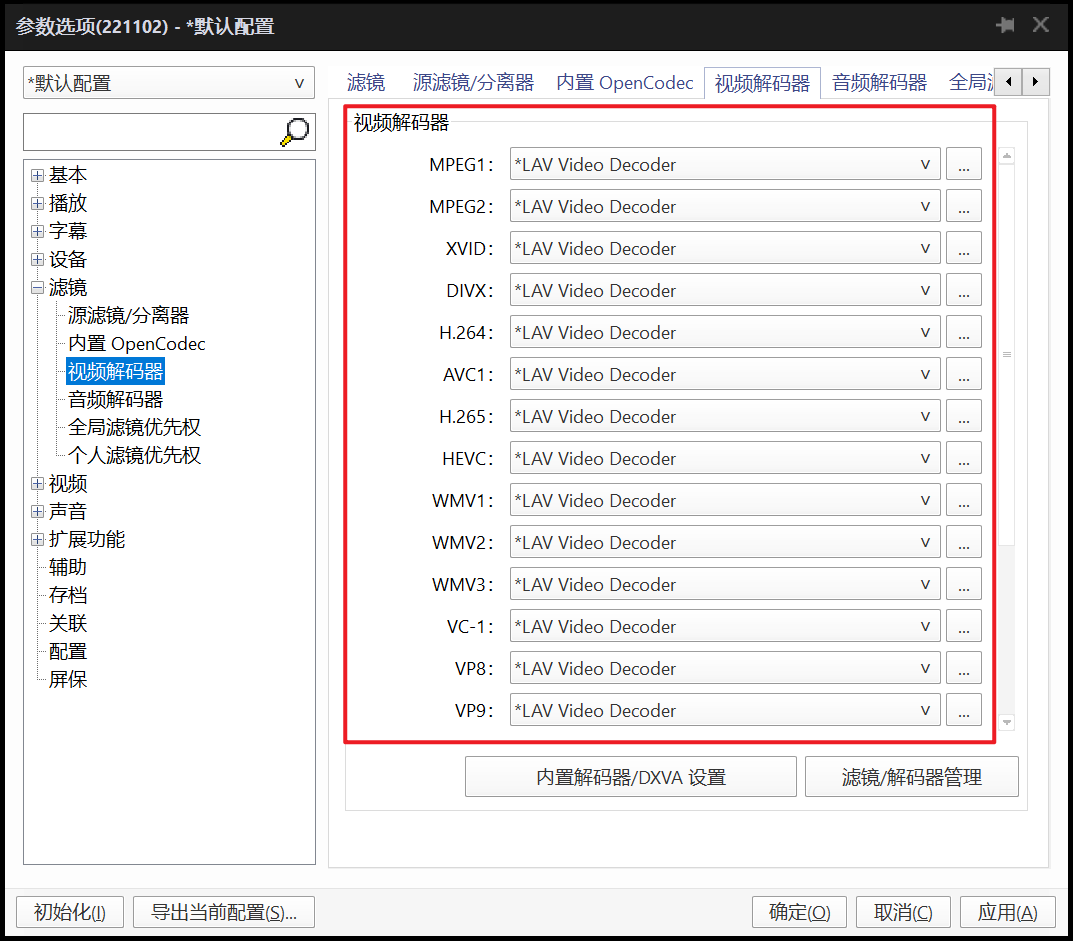 参数选项(221102) - *默认配置
*默认配置
滤镜 源滤镜/分离器 内置 OpenCodec 视频解码器 音频解码器 全局
基本
播放
字幕
设备
滤镜
源滤镜/分离器
内置 OpenCodec
视频解码器
音频解码器
全局滤镜优先权
个人滤镜优先权
视频
声音
扩展功能
辅助
存档
关联
配置
屏保
视频解码器
MPEG1: *LAV Video Decoder ...
MPEG2: *LAV Video Decoder ...
XVID: *LAV Video Decoder ...
DIVX: *LAV Video Decoder ...
H.264: *LAV Video Decoder ...
AVC1: *LAV Video Decoder ...
H.265: *LAV Video Decoder ...
HEVC: *LAV Video Decoder ...
WMV1: *LAV Video Decoder ...
WMV2: *LAV Video Decoder ...
WMV3: *LAV Video Decoder ...
VC-1: *LAV Video Decoder ...
VP8: *LAV Video Decoder ...
VP9: *LAV Video Decoder ...
内置解码器/DXVA 设置 滤镜/解码器管理
初始化(I) 导出当前配置(S)... 确定(O) 取消(C) 应用(A)